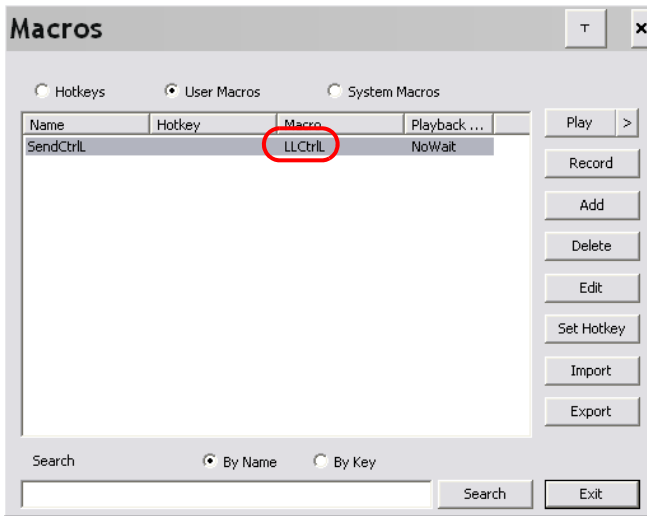 Macros T x
Hotkeys User Macros System Macros
Name Hotkey Macro Playback ...
SendCtrlL LLCtrlL NoWait
Play >
Record
Add
Delete
Edit
Set Hotkey
Import
Export
Search By Name By Key
Search Exit